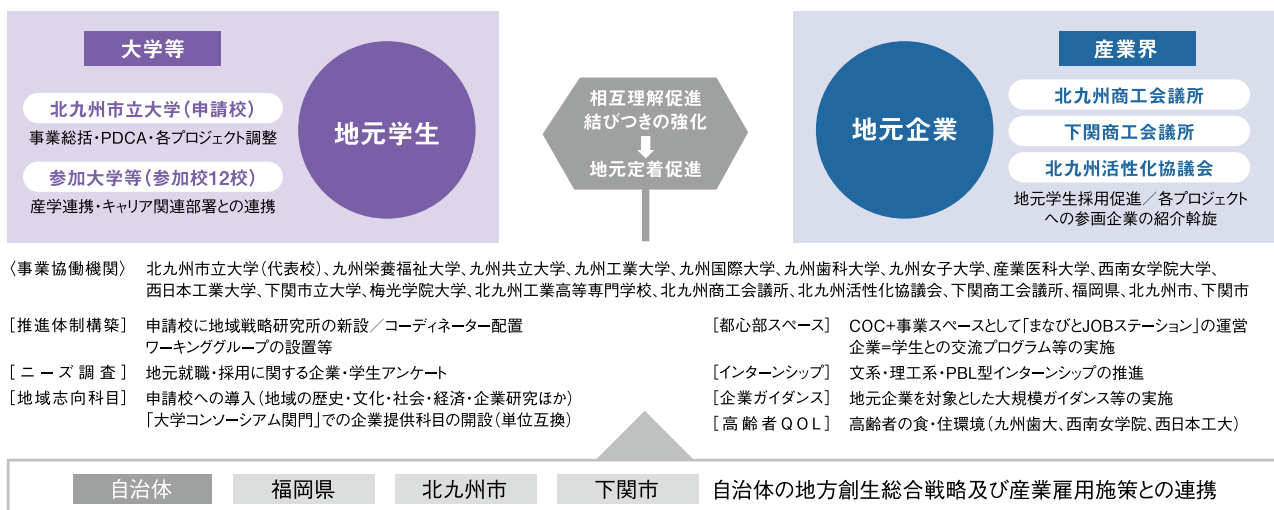 大学等
北九州市立大学(申請校)
事業総括・PDCA・各プロジェクト調整
参加大学等(参加校12校)
産学連携・キャリア関連部署との連携
地元学生
相互理解促進
結びつきの強化
地元定着促進
地元企業
産業界
北九州商工会議所
下関商工会議所
北九州活性化協議会
地元学生採用促進/各プロジェクト
への参画企業の紹介斡旋
〈事業協働機関〉 北九州市立大学(代表校)、九州栄養福祉大学、九州共立大学、九州工業大学、九州国際大学、九州歯科大学、九州女子大学、産業医科大学、西南女学院大学、
西日本工業大学、下関市立大学、梅光学院大学、北九州工業高等専門学校、北九州商工会議所、北九州活性化協議会、下関商工会議所、福岡県、北九州市、下関市
[推進体制構築] 申請校に地域戦略研究所の新設/コーディネーター配置
ワーキンググループの設置等
[ニーズ調査] 地元就職・採用に関する企業・学生アンケート
[地域志向科目] 申請校への導入(地域の歴史・文化・社会・経済・企業研究ほか)
「大学コンソーシアム関門」での企業提供科目の開設(単位互換)
[都心部スペース] COC+事業スペースとして「まなびとJOBステーション」の運営
企業=学生との交流プログラム等の実施
[インターンシップ] 文系・理工系・PBL型インターンシップの推進
[企業ガイダンス] 地元企業を対象とした大規模ガイダンス等の実施
[高齢者QOL] 高齢者の食・住環境(九州歯大、西南女学院、西日本工大)
自治体 福岡県 北九州市 下関市 自治体の地方創生総合戦略及び産業雇用施策との連携